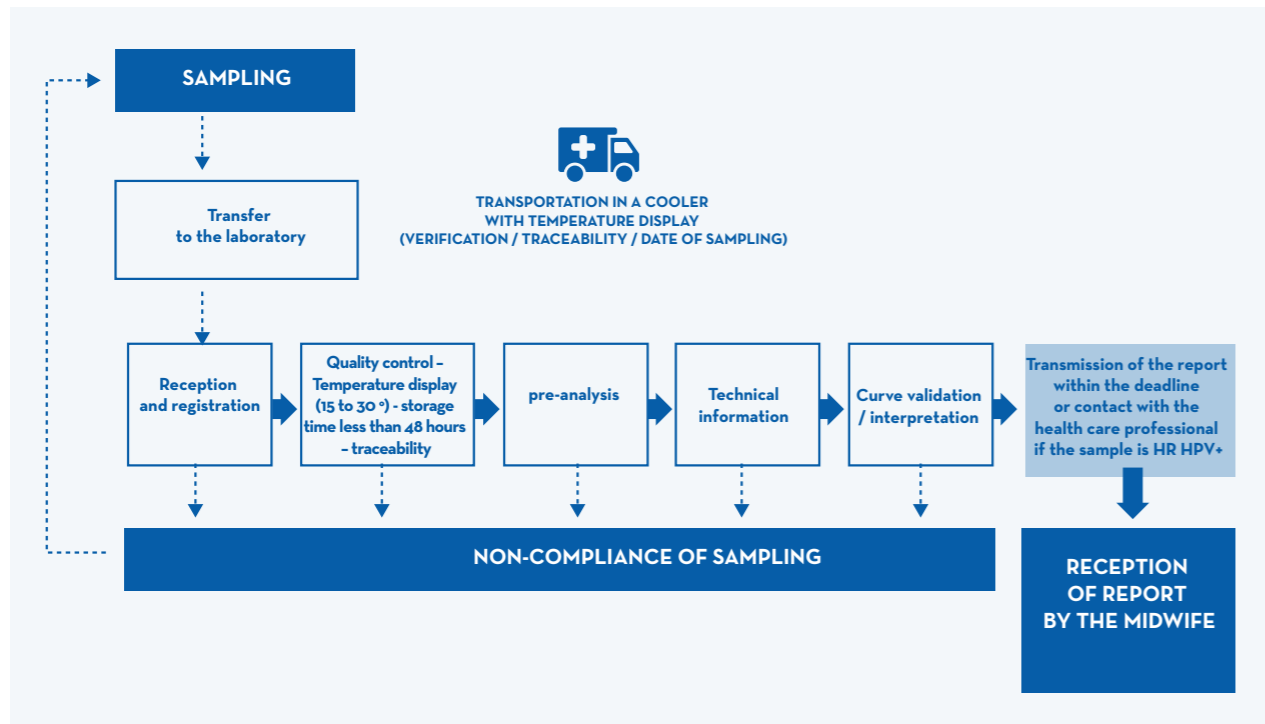 SAMPLING
Transfer
to the laboratory
TRANSPORTATION IN A COOLER
WITH TEMPERATURE DISPLAY
(VERIFICATION / TRACEABILITY / DATE OF SAMPLING)
Reception
and registration
Quality control –
Temperature display
(15 to 30 º) - storage
time less than 48 hours
– traceability
pre-analysis
Technical
information
Curve validation
/ interpretation
Transmission of the report
within the deadline
or contact with the
health care professional
if the sample is HR HPV+
NON-COMPLIANCE OF SAMPLING
RECEPTION
OF REPORT
BY THE MIDWIFE